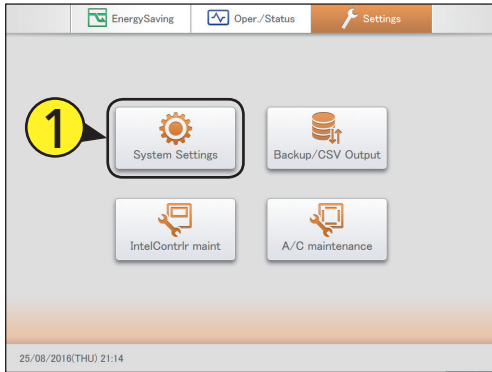 EnergySaving Oper./Status Settings
1
System Settings Backup/CSV Output
IntelContrlr maint A/C maintenance
25/08/2016(THU) 21:14